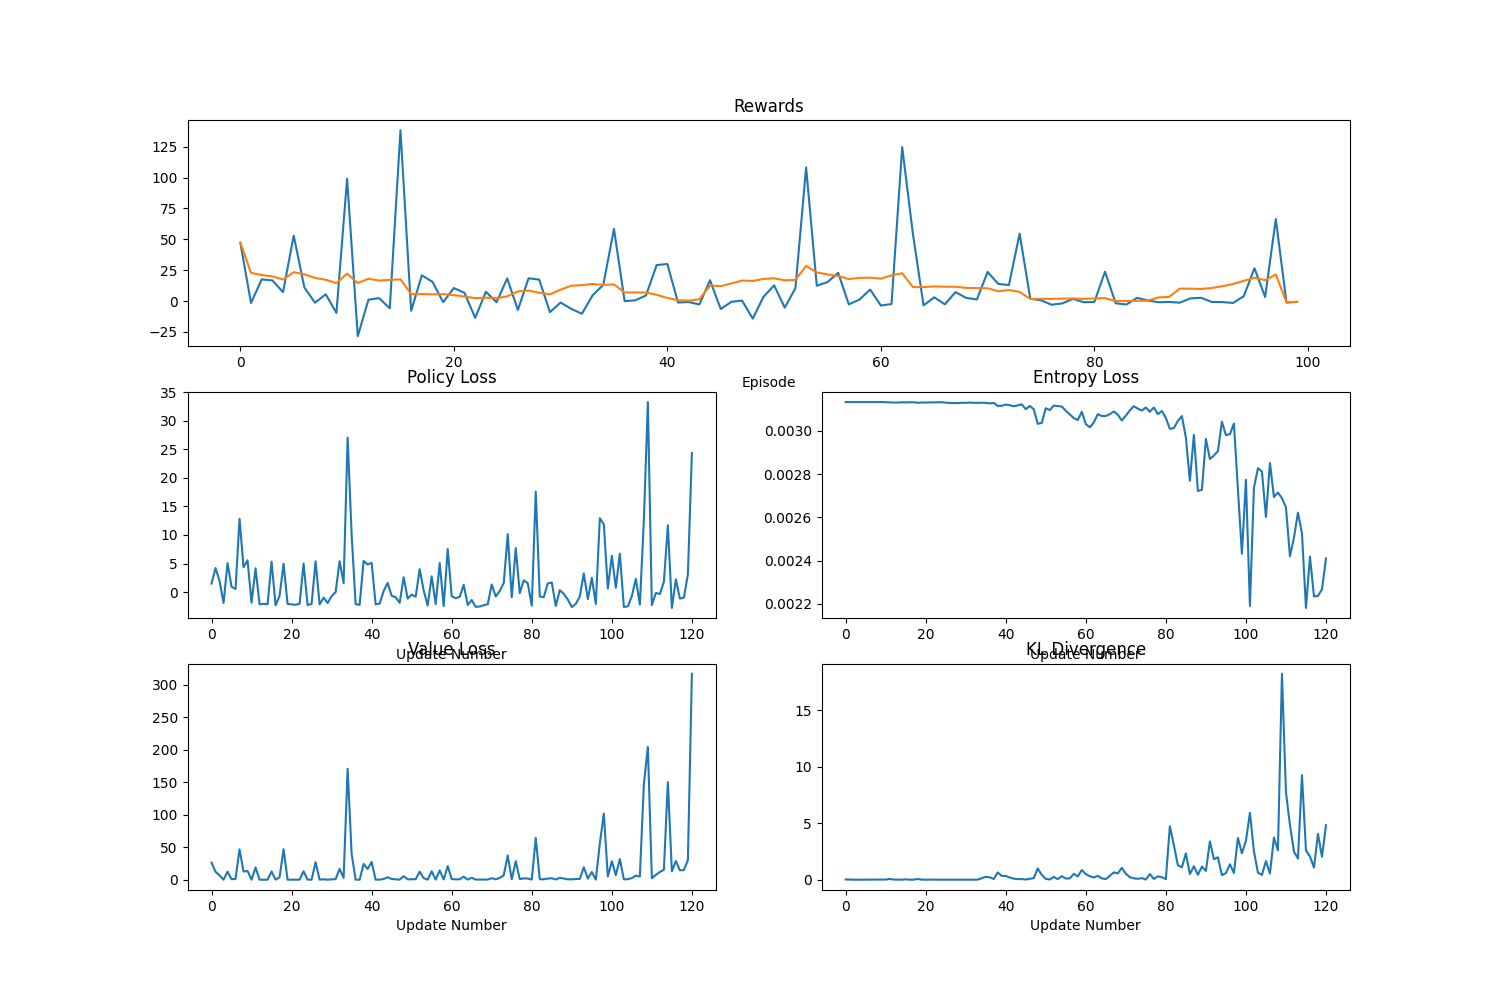 Rewards
125
100
75
50
25
0
−25
0 20 40 60 80 100
Episode
Policy Loss
35
30
25
20
15
10
5
0
0 20 40 60 80 100 120
Update Number
Entropy Loss
0.0030
0.0028
0.0026
0.0024
0.0022
0 20 40 60 80 100 120
Update Number
Value Loss
300
250
200
150
100
50
0
0 20 40 60 80 100 120
Update Number
KL Divergence
15
10
5
0
0 20 40 60 80 100 120
Update Number